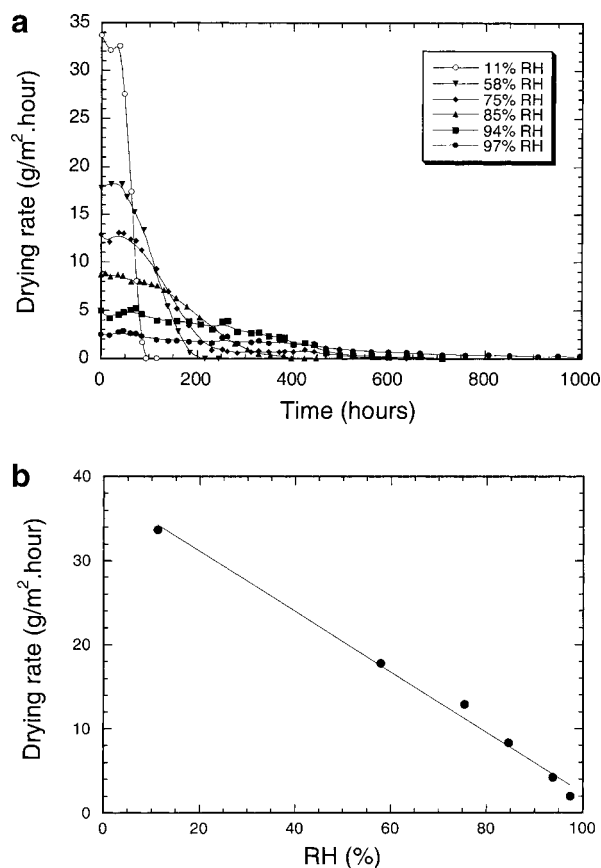 a
35
30
25
20
15
10
5
0
Drying rate (g/m².hour)
11% RH
58% RH
75% RH
85% RH
94% RH
97% RH
0 200 400 600 800 1000
Time (hours)
b
40
30
20
10
0
Drying rate (g/m².hour)
0 20 40 60 80 100
RH (%)